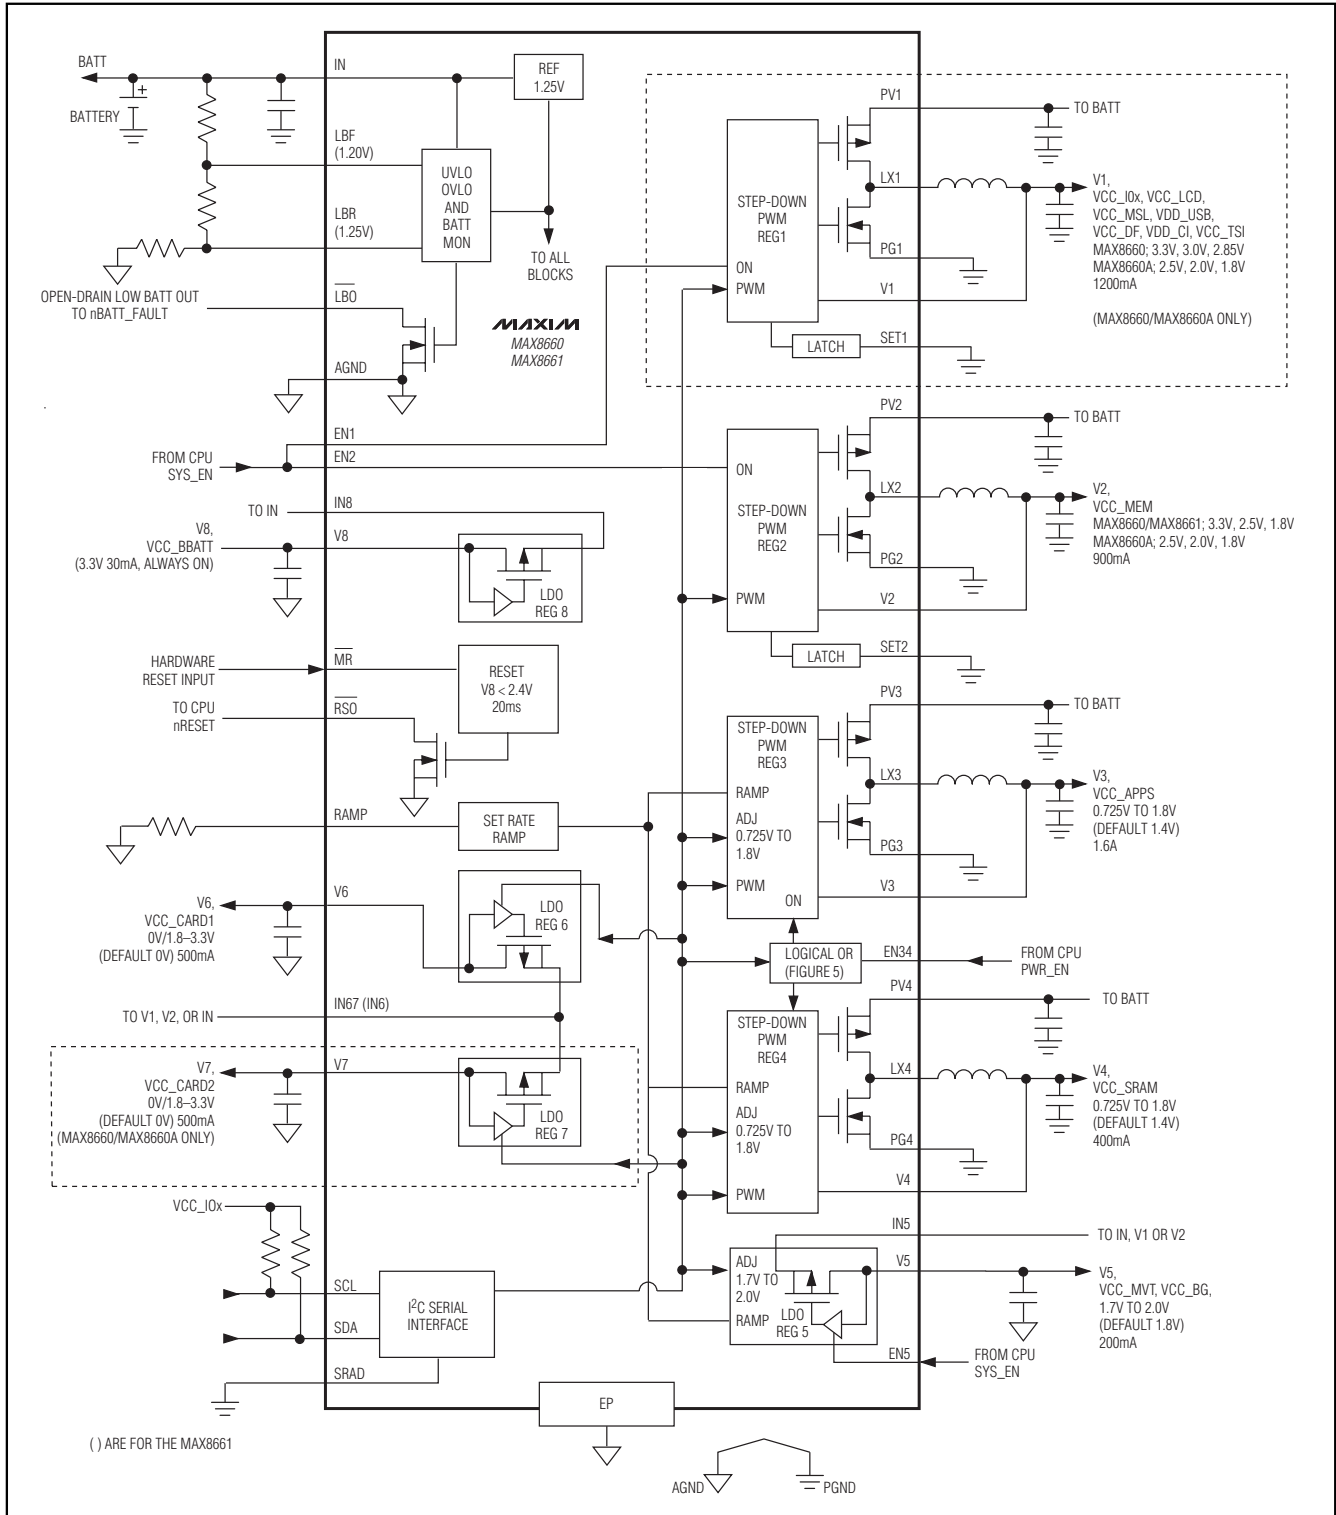 BATT
BATTERY
+
IN
REF
1.25V
LBF
(1.20V)
LBR
(1.25V)
UVLO
OVLO
AND
BATT
MON
TO ALL
BLOCKS
OPEN-DRAIN LOW BATT OUT
TO nBATT_FAULT
LBO
MAXIM
MAX8660
MAX8661
AGND
EN1
FROM CPU
SYS_EN
EN2
TO IN
IN8
V8,
VCC_BBATT
(3.3V 30mA, ALWAYS ON)
V8
LDO
REG 8
HARDWARE
RESET INPUT
MR
RESET
V8 < 2.4V
20ms
TO CPU
nRESET
RSO
RAMP
SET RATE
RAMP
V6,
VCC_CARD1
0V/1.8–3.3V
(DEFAULT 0V) 500mA
V6
LDO
REG 6
TO V1, V2, OR IN
IN67 (IN6)
V7,
VCC_CARD2
0V/1.8–3.3V
(DEFAULT 0V) 500mA
(MAX8660/MAX8660A ONLY)
V7
LDO
REG 7
VCC_IOx
SCL
SDA
I2C SERIAL
INTERFACE
SRAD
( ) ARE FOR THE MAX8661
EP
AGND
PGND
PV1
TO BATT
STEP-DOWN
PWM
REG1
LX1
PG1
ON
PWM
V1
LATCH
SET1
V1,
VCC_I0x, VCC_LCD,
VCC_MSL, VDD_USB,
VCC_DF, VDD_CI, VCC_TSI
MAX8660; 3.3V, 3.0V, 2.85V
MAX8660A; 2.5V, 2.0V, 1.8V
1200mA
(MAX8660/MAX8660A ONLY)
PV2
TO BATT
ON
STEP-DOWN
PWM
REG2
LX2
PG2
PWM
V2
LATCH
SET2
V2,
VCC_MEM
MAX8660/MAX8661; 3.3V, 2.5V, 1.8V
MAX8660A; 2.5V, 2.0V, 1.8V
900mA
PV3
TO BATT
STEP-DOWN
PWM
REG3
LX3
RAMP
ADJ
0.725V TO
1.8V
PG3
PWM
V3
ON
V3,
VCC_APPS
0.725V TO 1.8V
(DEFAULT 1.4V)
1.6A
LOGICAL OR
(FIGURE 5)
EN34
FROM CPU
PWR_EN
PV4
TO BATT
STEP-DOWN
PWM
REG4
LX4
RAMP
ADJ
0.725V TO
1.8V
PG4
PWM
V4
V4,
VCC_SRAM
0.725V TO 1.8V
(DEFAULT 1.4V)
400mA
IN5
TO IN, V1 OR V2
ADJ
1.7V TO
2.0V
RAMP
LDO
REG 5
V5
V5,
VCC_MVT, VCC_BG,
1.7V TO 2.0V
(DEFAULT 1.8V)
200mA
EN5
FROM CPU
SYS_EN